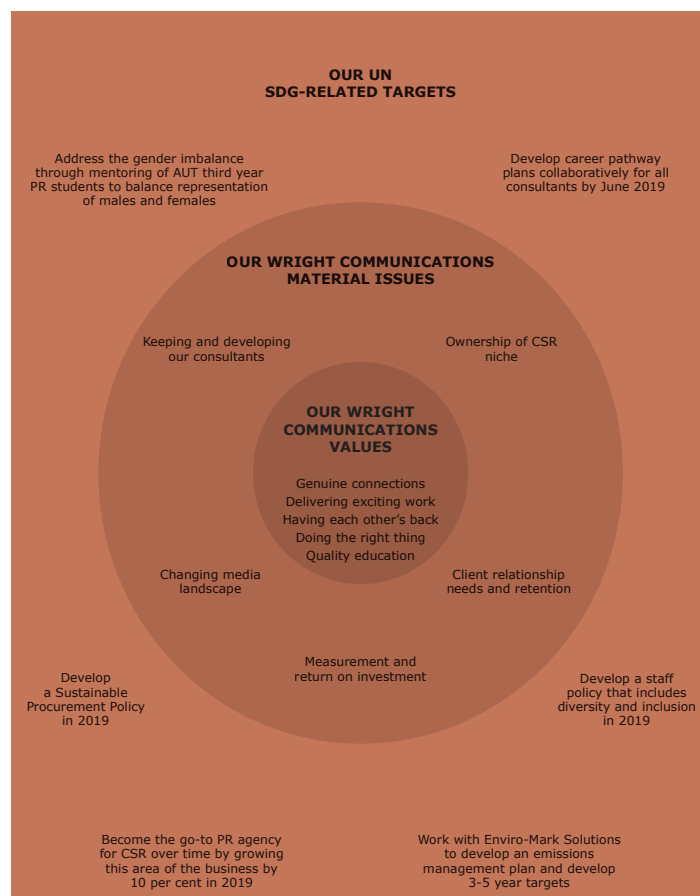 OUR UN
SDG-RELATED TARGETS
Address the gender imbalance
through mentoring of AUT third year
PR students to balance representation
of males and females
Develop career pathway
plans collaboratively for all
consultants by June 2019
OUR WRIGHT COMMUNICATIONS
MATERIAL ISSUES
Keeping and developing
our consultants
Ownership of CSR
niche
OUR WRIGHT
COMMUNICATIONS
VALUES
Genuine connections
Delivering exciting work
Having each other’s back
Doing the right thing
Quality education
Changing media
landscape
Client relationship
needs and retention
Measurement and
return on investment
Develop
a Sustainable
Procurement Policy
in 2019
Develop a staff
policy that includes
diversity and inclusion
in 2019
Become the go-to PR agency
for CSR over time by growing
this area of the business by
10 per cent in 2019
Work with Enviro-Mark Solutions
to develop an emissions
management plan and develop
3-5 year targets